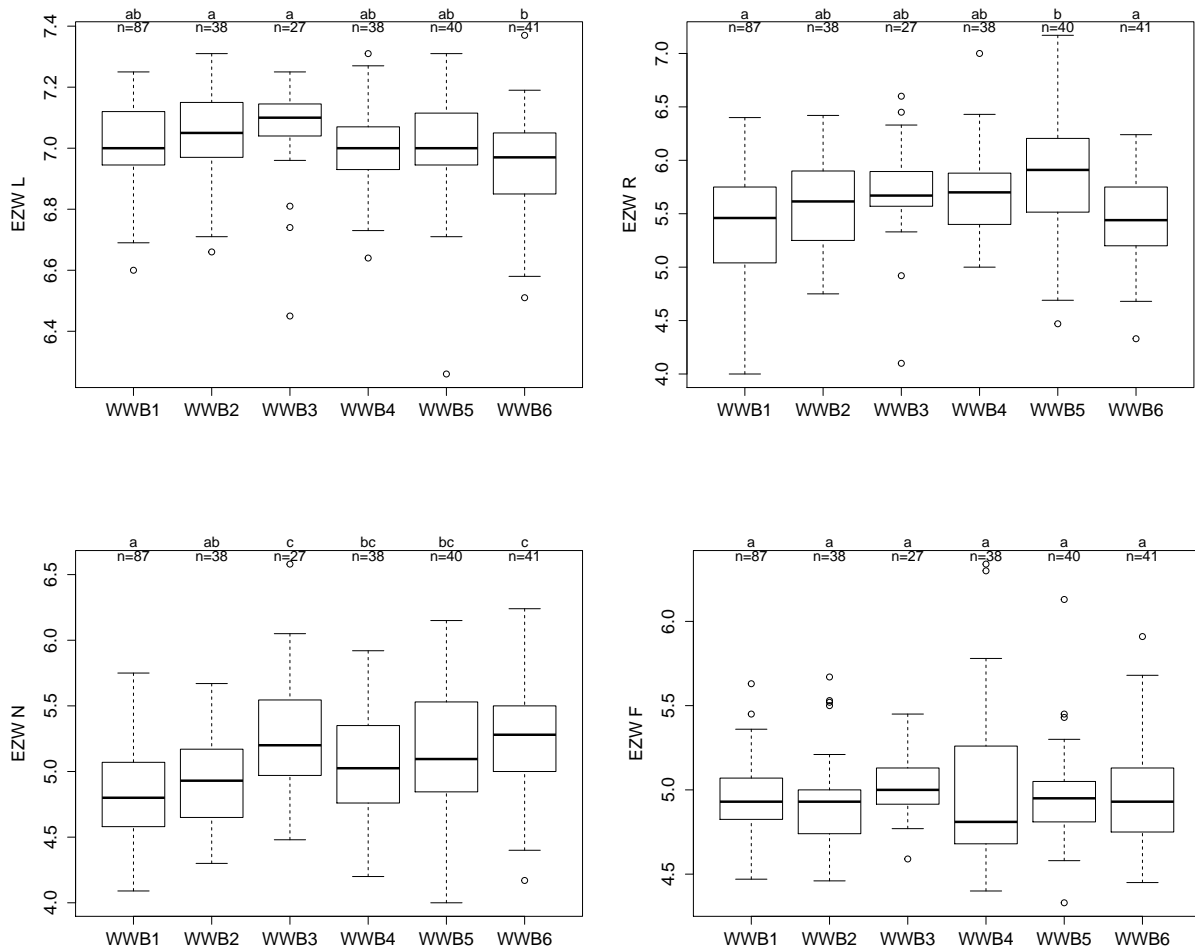 ab a a ab ab b
n=87 n=38 n=27 n=38 n=40 n=41
7.4
7.2
7.0
6.8
6.6
6.4
EZW L
WWB1 WWB2 WWB3 WWB4 WWB5 WWB6
a ab ab ab b a
n=87 n=38 n=27 n=38 n=40 n=41
7.0
6.5
6.0
5.5
5.0
4.5
4.0
EZW R
WWB1 WWB2 WWB3 WWB4 WWB5 WWB6
a ab c bc bc c
n=87 n=38 n=27 n=38 n=40 n=41
6.5
6.0
5.5
5.0
4.5
4.0
EZW N
WWB1 WWB2 WWB3 WWB4 WWB5 WWB6
a a a a a a
n=87 n=38 n=27 n=38 n=40 n=41
6.0
5.5
5.0
4.5
EZW F
WWB1 WWB2 WWB3 WWB4 WWB5 WWB6